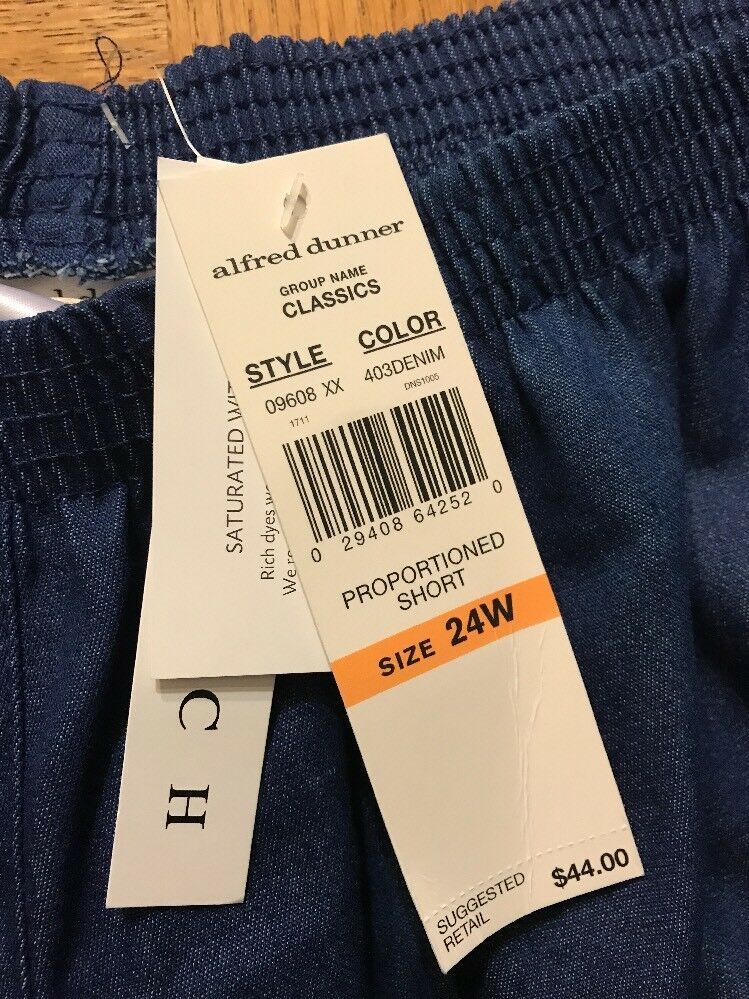 alfred dunner
GROUP NAME
CLASSICS
STYLE COLOR
09608 XX 403DENIM
1711 DNS1005
0 29408 64252 0
PROPORTIONED
SHORT
SIZE 24W
SUGGESTED
RETAIL
$44.00
SATURATED
Rich dyes
We
C H